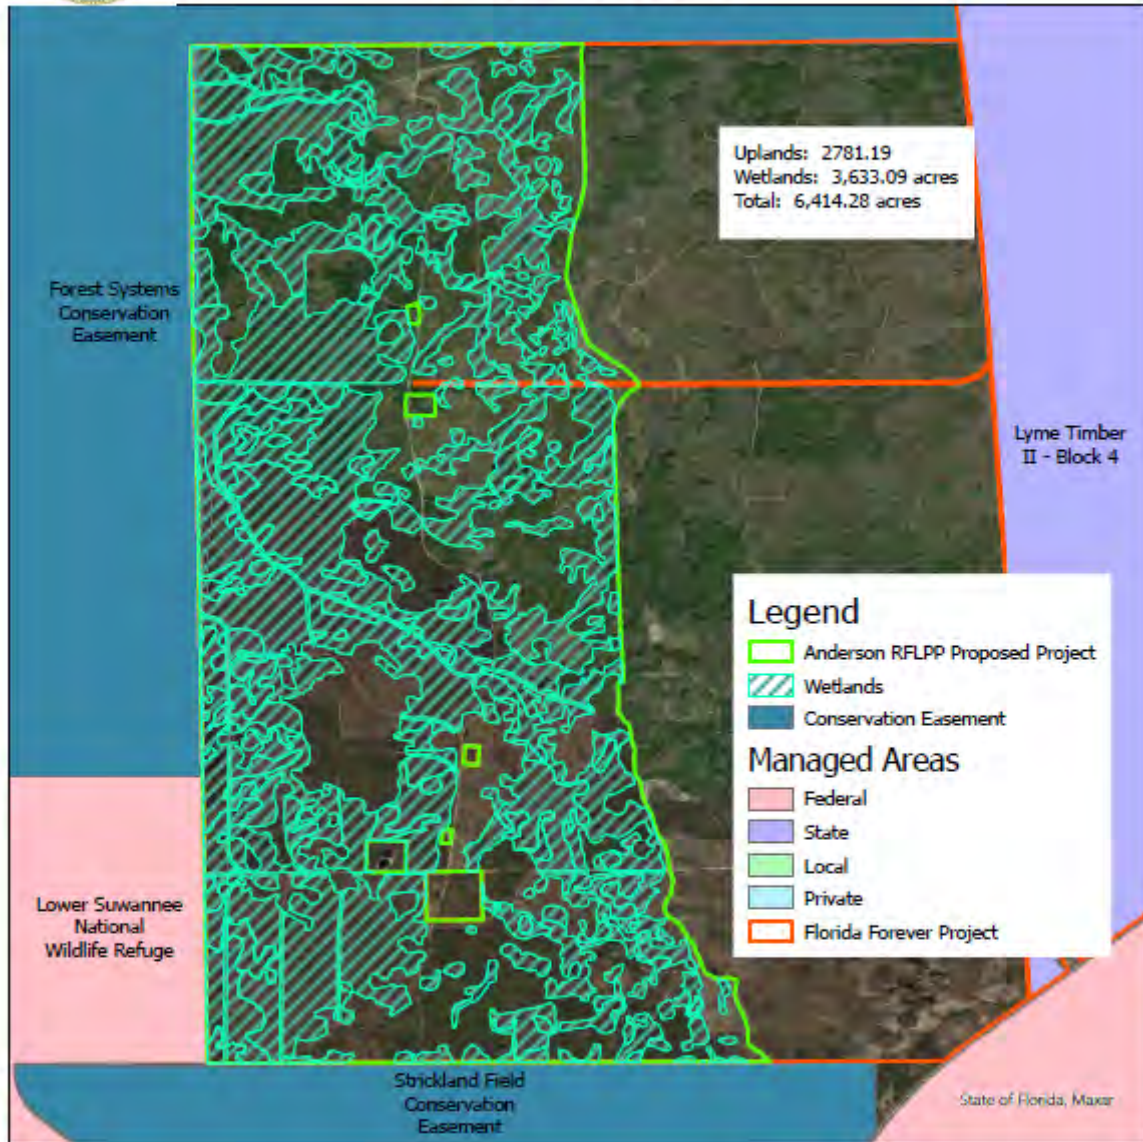 Uplands: 2781.19
Wetlands: 3,633.09 acres
Total: 6,414.28 acres
Forest Systems
Conservation
Easement
Lyme Timber
II - Block 4
Legend
Anderson RFLPP Proposed Project
Wetlands
Conservation Easement
Managed Areas
Federal
State
Local
Private
Florida Forever Project
Lower Suwannee
National
Wildlife Refuge
Strickland Field
Conservation
Easement
State of Florida, Maxar